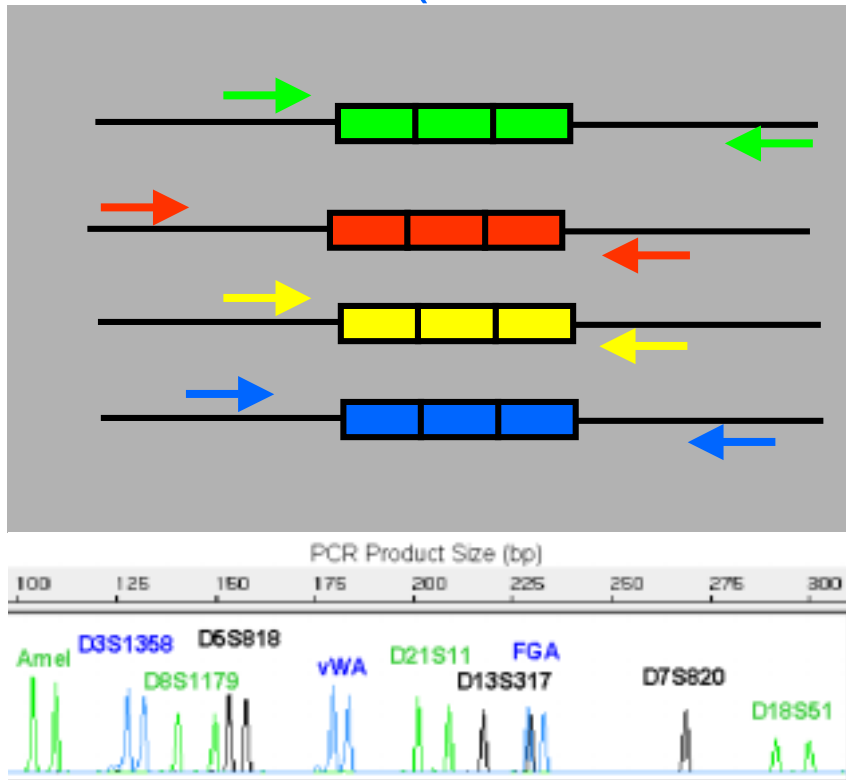 PCR Product Size (bp)
100 125 150 175 200 225 250 275 300
D3S1358 D5S818
Amel vWA D21S11 FGA
D8S1179 D13S317 D7S820
D18S51